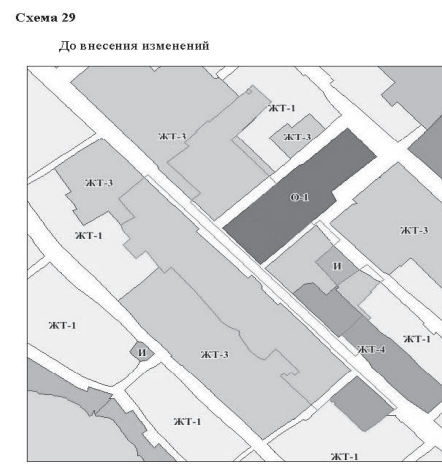 Схема 29
До внесения изменений
ЖТ-1
ЖТ-3
ЖТ-3
ЖТ-3
О-1
ЖТ-1
ЖТ-3
И
ЖТ-1
ЖТ-1
И
ЖТ-3
ЖТ-4
ЖТ-1
ЖТ-1